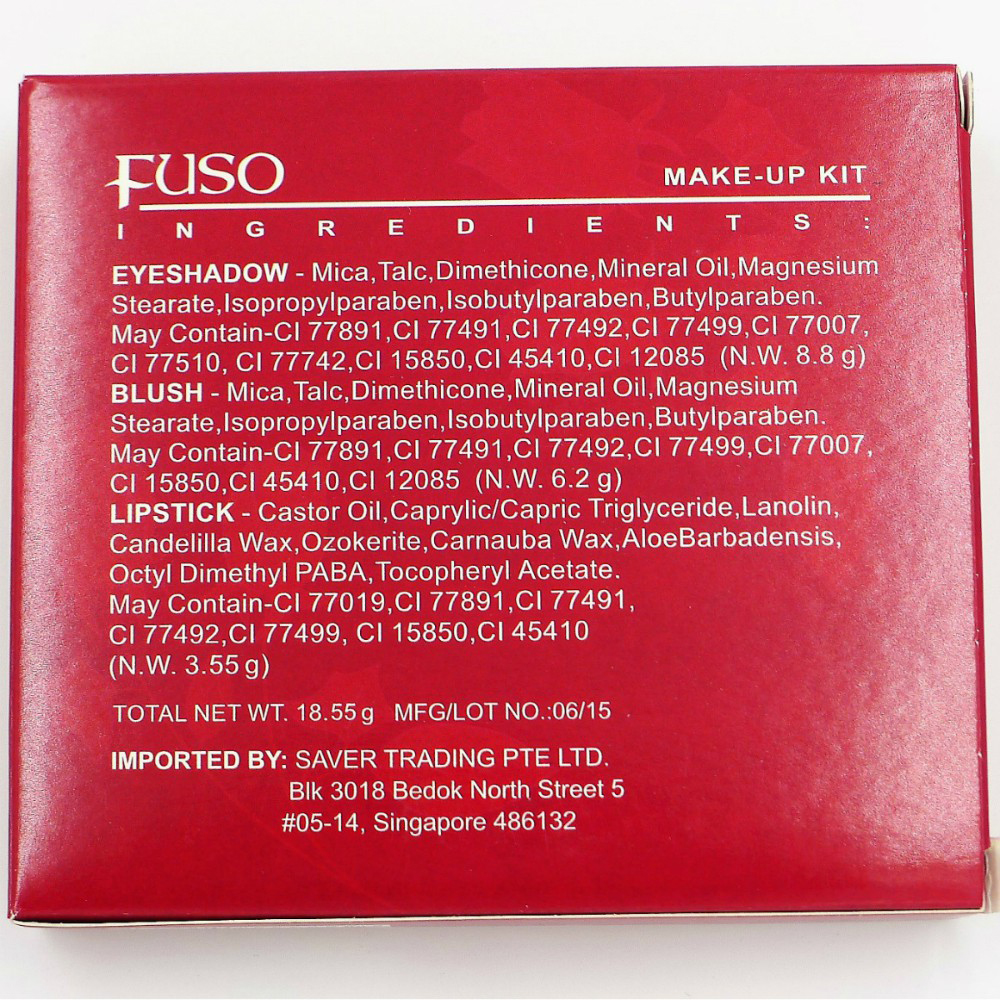 FUSO
MAKE-UP KIT
INGREDIENTS:
EYESHADOW - Mica,Talc,Dimethicone,Mineral Oil,Magnesium
Stearate,Isopropylparaben,Isobutylparaben,Butylparaben.
May Contain-CI 77891,CI 77491,CI 77492,CI 77499,CI 77007,
CI 77510, CI 77742,CI 15850,CI 45410,CI 12085 (N.W. 8.8 g)
BLUSH - Mica,Talc,Dimethicone,Mineral Oil,Magnesium
Stearate,Isopropylparaben,Isobutylparaben,Butylparaben.
May Contain-CI 77891,CI 77491,CI 77492,CI 77499,CI 77007,
CI 15850,CI 45410,CI 12085 (N.W. 6.2 g)
LIPSTICK - Castor Oil,Caprylic/Capric Triglyceride,Lanolin,
Candelilla Wax,Ozokerite,Carnauba Wax,AloeBarbadensis,
Octyl Dimethyl PABA,Tocopheryl Acetate.
May Contain-CI 77019,CI 77891,CI 77491,
CI 77492,CI 77499, CI 15850,CI 45410
(N.W. 3.55 g)
TOTAL NET WT. 18.55 g MFG/LOT NO.:06/15
IMPORTED BY: SAVER TRADING PTE LTD.
Blk 3018 Bedok North Street 5
#05-14, Singapore 486132